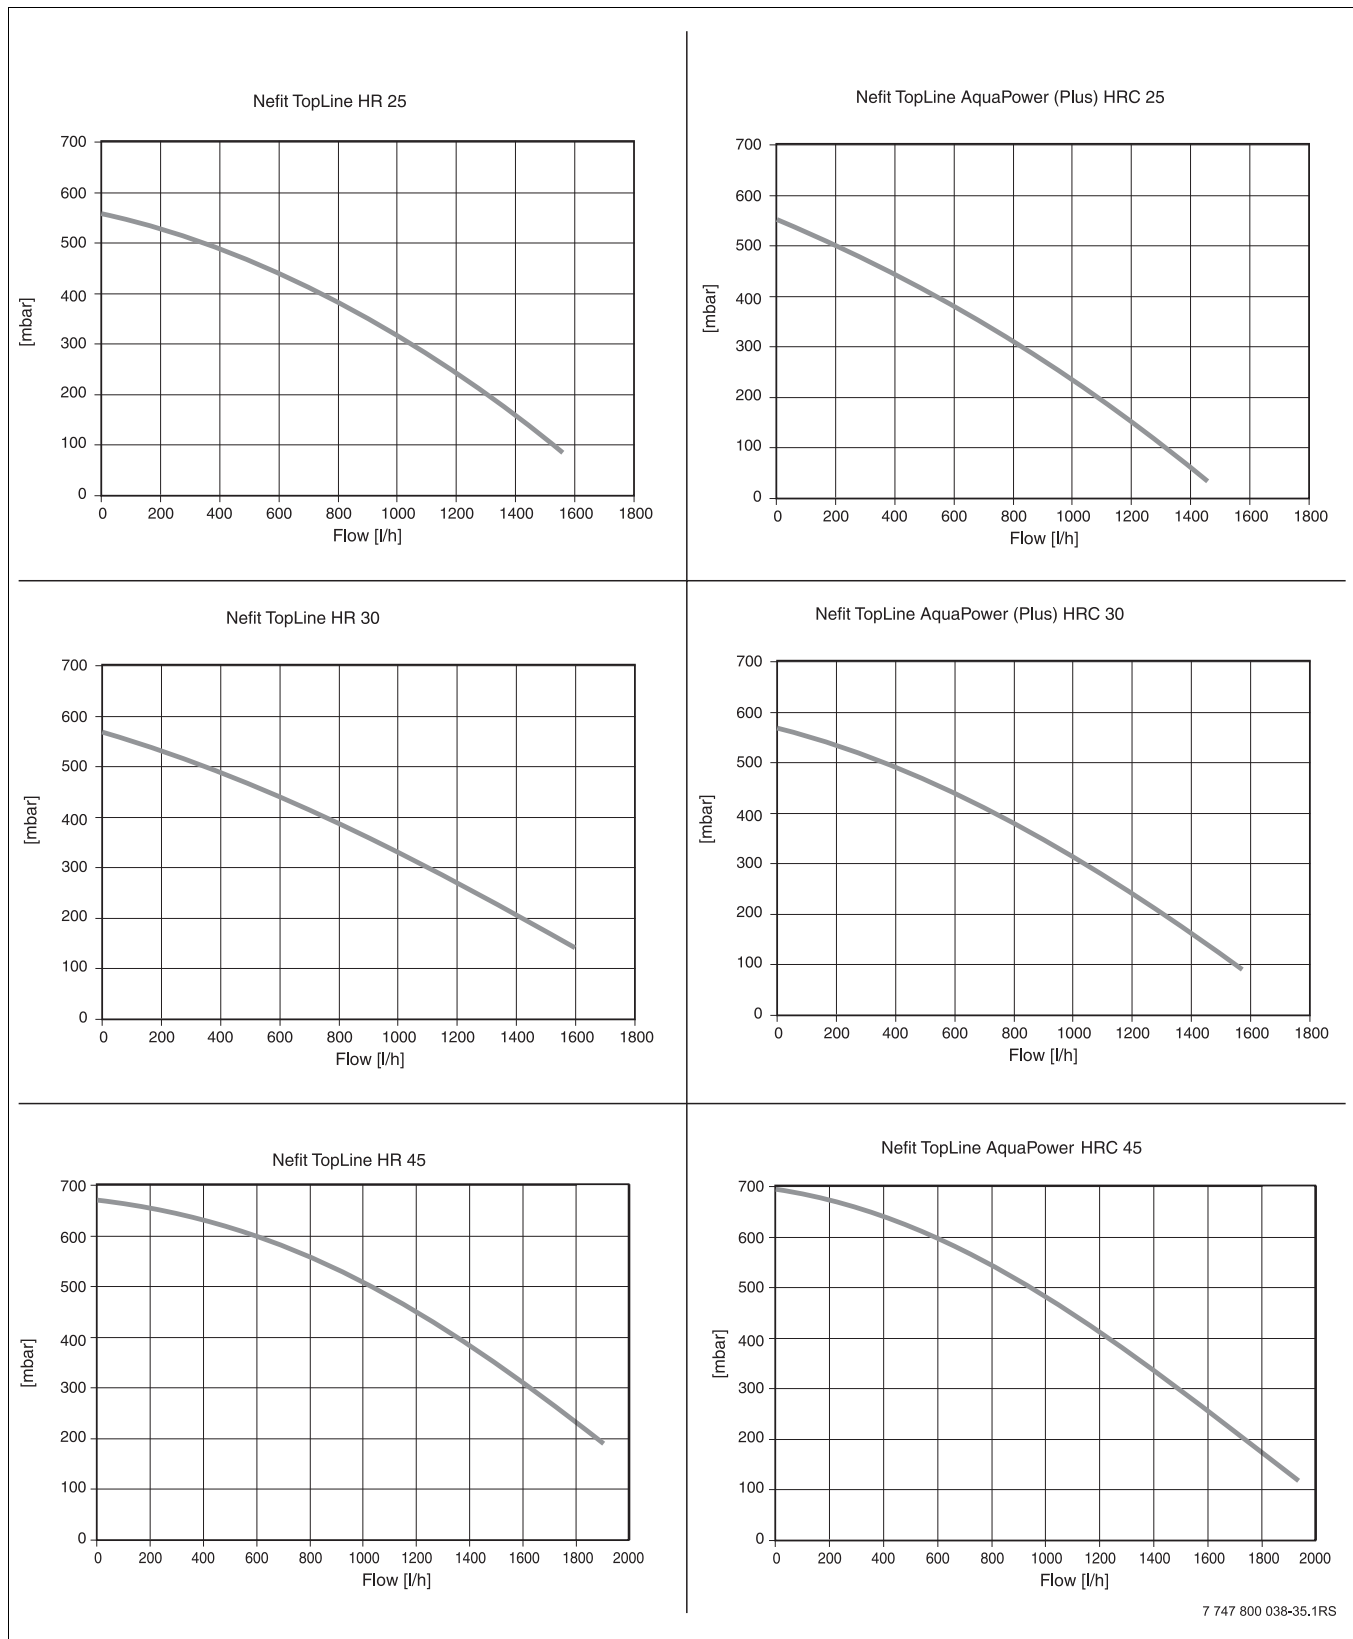 Nefit TopLine HR 25
[mbar]
700
600
500
400
300
200
100
0
0 200 400 600 800 1000 1200 1400 1600 1800
Flow [l/h]
Nefit TopLine AquaPower (Plus) HRC 25
[mbar]
700
600
500
400
300
200
100
0
0 200 400 600 800 1000 1200 1400 1600 1800
Flow [l/h]
Nefit TopLine HR 30
[mbar]
700
600
500
400
300
200
100
0
0 200 400 600 800 1000 1200 1400 1600 1800
Flow [l/h]
Nefit TopLine AquaPower (Plus) HRC 30
[mbar]
700
600
500
400
300
200
100
0
0 200 400 600 800 1000 1200 1400 1600 1800
Flow [l/h]
Nefit TopLine HR 45
[mbar]
700
600
500
400
300
200
100
0
0 200 400 600 800 1000 1200 1400 1600 1800 2000
Flow [l/h]
Nefit TopLine AquaPower HRC 45
[mbar]
700
600
500
400
300
200
100
0
0 200 400 600 800 1000 1200 1400 1600 1800 2000
Flow [l/h]
7 747 800 038-35.1RS